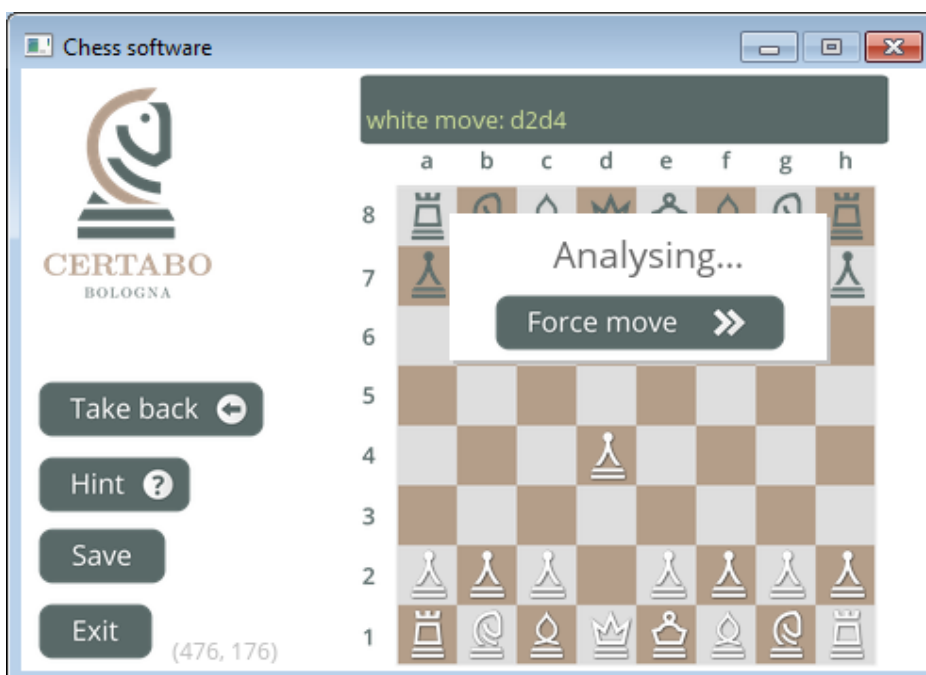 Chess software
CERTABO
BOLOGNA
Take back
Hint ?
Save
Exit
(476, 176)
white move: d2d4
a b c d e f g h
8
7
6
5
4
3
2
1
Analysing...
Force move